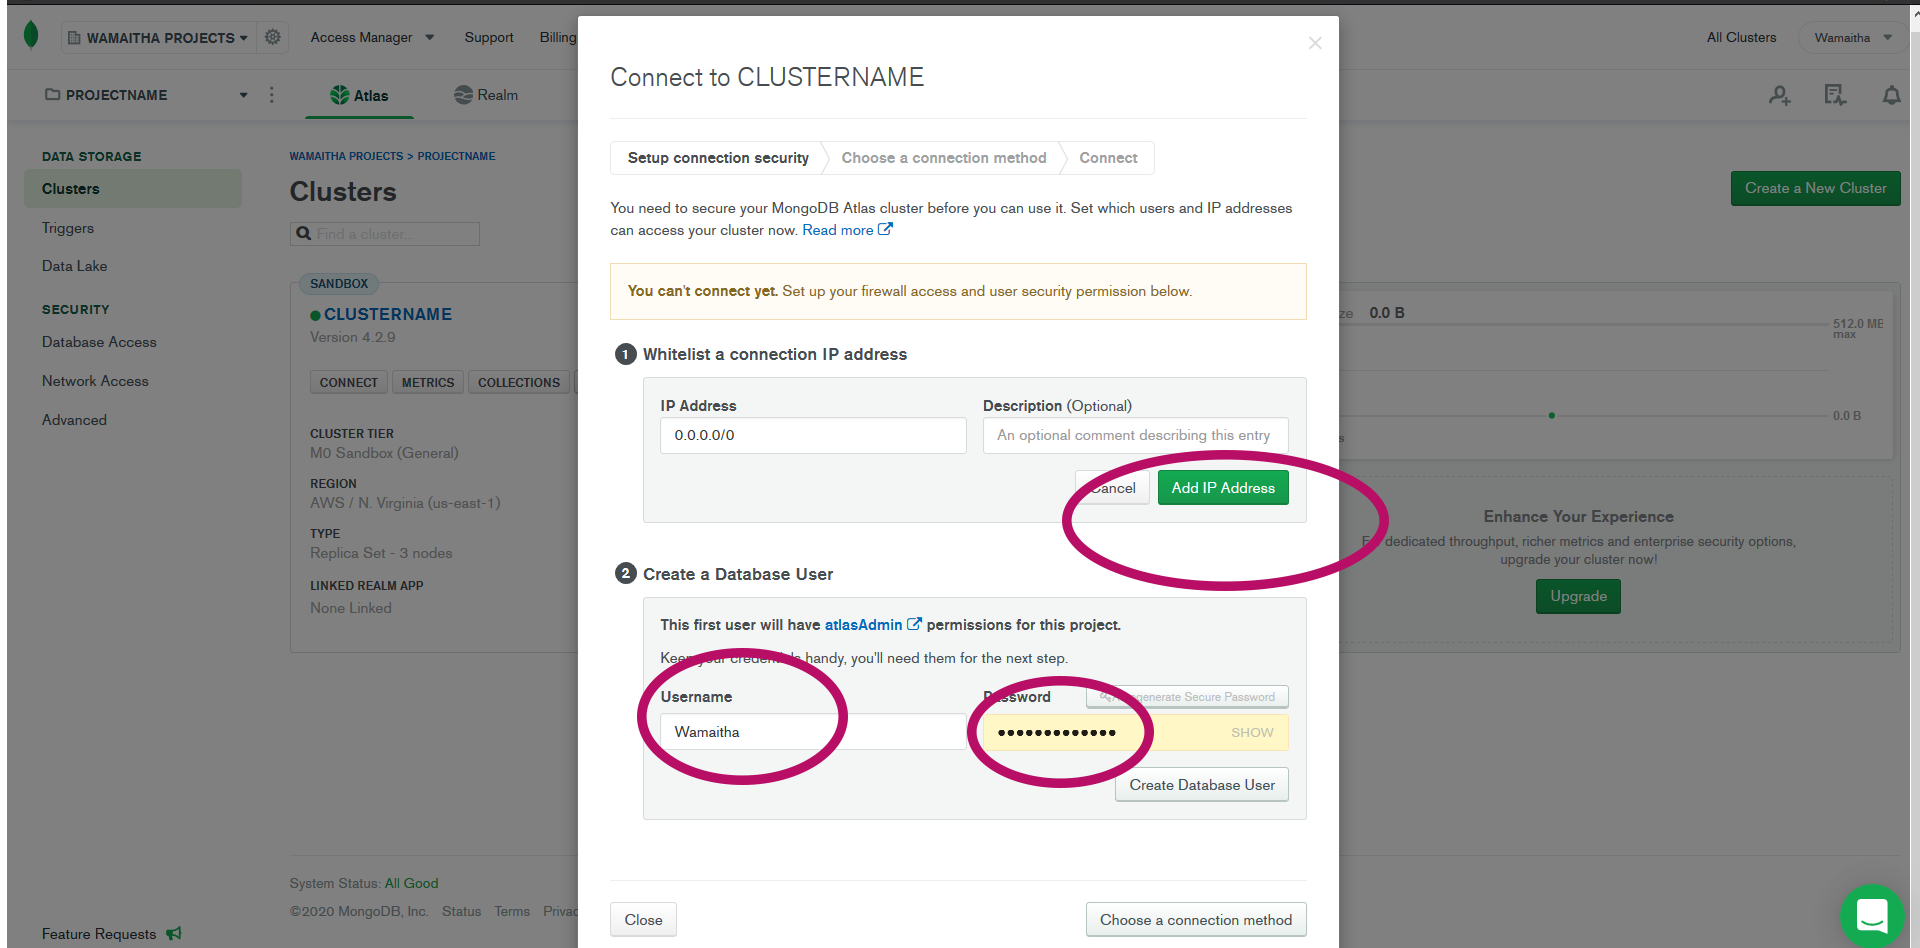 WAMAITHA PROJECTS
Access Manager
Support
Billing
All Clusters
Wamaitha
PROJECTNAME
Atlas
Realm
DATA STORAGE
Clusters
Triggers
Data Lake
SECURITY
Database Access
Network Access
Advanced
Feature Requests
WAMAITHA PROJECTS > PROJECTNAME
Clusters
Find a cluster...
Create a New Cluster
SANDBOX
CLUSTERNAME
Version 4.2.9
CONNECT METRICS COLLECTIONS
CLUSTER TIER
M0 Sandbox (General)
REGION
AWS / N. Virginia (us-east-1)
TYPE
Replica Set - 3 nodes
LINKED REALM APP
None Linked
System Status: All Good
©2020 MongoDB, Inc. Status Terms Privac
Connect to CLUSTERNAME
Setup connection security
Choose a connection method
Connect
You need to secure your MongoDB Atlas cluster before you can use it. Set which users and IP addresses
can access your cluster now. Read more
You can't connect yet. Set up your firewall access and user security permission below.
1 Whitelist a connection IP address
IP Address
0.0.0.0/0
Description (Optional)
An optional comment describing this entry
Cancel
Add IP Address
2 Create a Database User
This first user will have atlasAdmin permissions for this project.
Keep your credentials handy, you'll need them for the next step.
Username
Wamaitha
Password
generate Secure Password
SHOW
Create Database User
Close
Choose a connection method
ze 0.0 B
512.0 MB
max
0.0 B
s
Enhance Your Experience
For dedicated throughput, richer metrics and enterprise security options,
upgrade your cluster now!
Upgrade